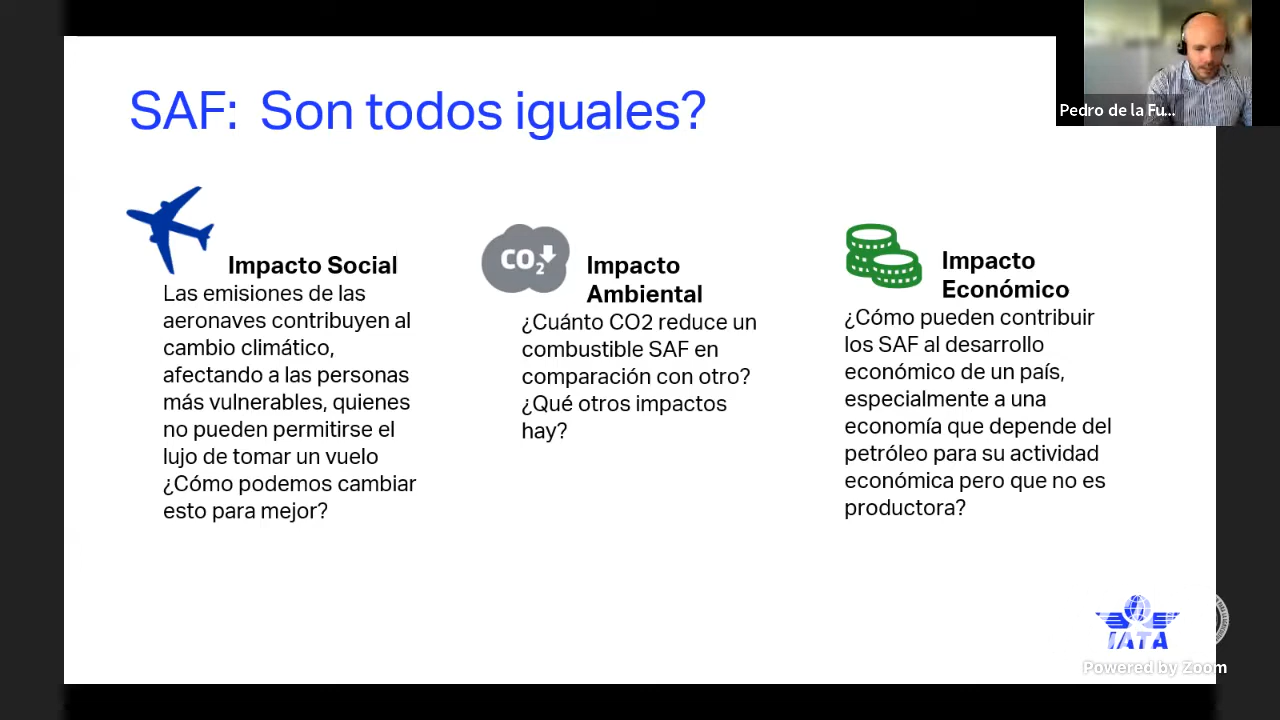 SAF:  Son todos iguales?
Pedro de la Fu...
Impacto Social
Las emisiones de las
aeronaves contribuyen al
cambio climático,
afectando a las personas
más vulnerables, quienes
no pueden permitirse el
lujo de tomar un vuelo
¿Cómo podemos cambiar
esto para mejor?
CO2
Impacto
Ambiental
¿Cuánto CO2 reduce un
combustible SAF en
comparación con otro?
¿Qué otros impactos
hay?
Impacto
Económico
¿Cómo pueden contribuir
los SAF al desarrollo
económico de un país,
especialmente a una
economía que depende del
petróleo para su actividad
económica pero que no es
productora?
IATA
Powered by Zoom